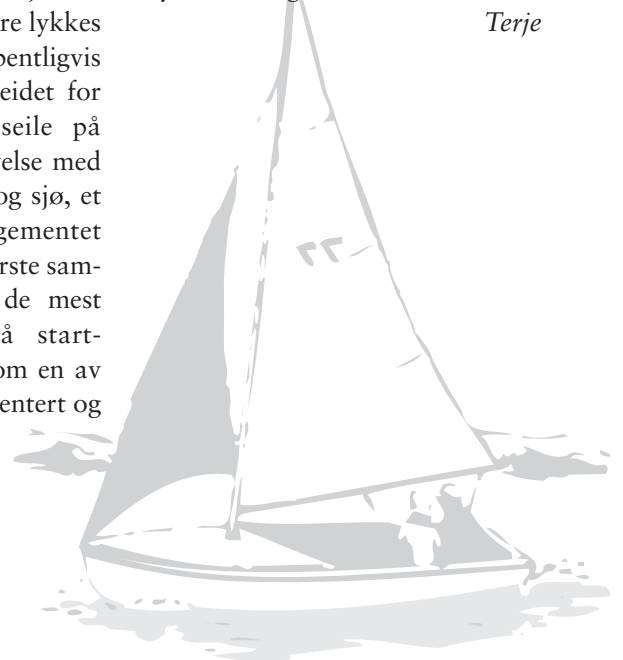 re lykkes
pentligvis
eidet for
seile på
velse med
og sjø, et
gementet
rste sam-
de mest
å start-
om en av
entert og
Terje